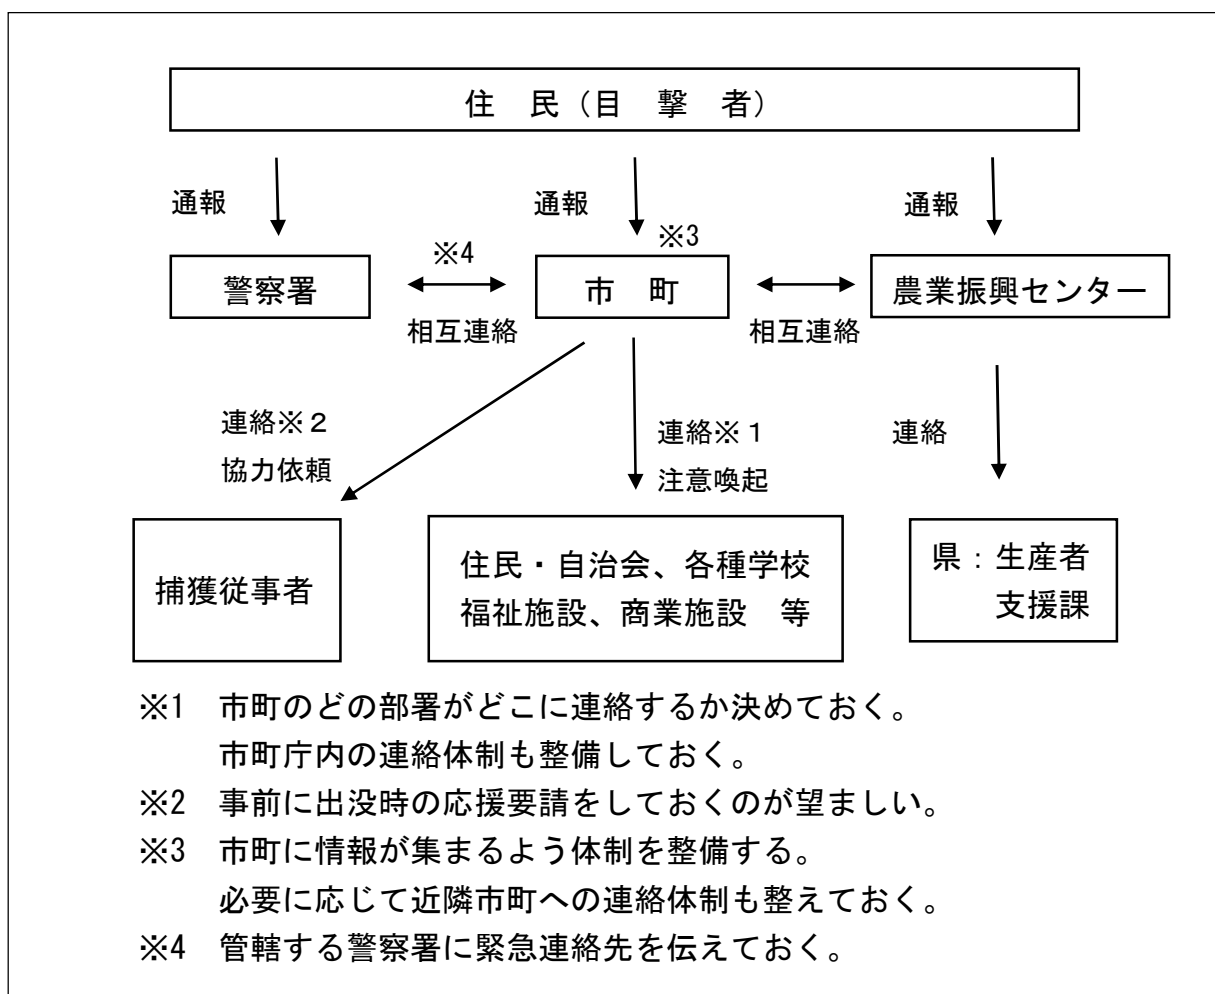 住　民（目　撃　者）
通報
通報
通報
※4
※3
警察署
市　町
農業振興センター
相互連絡
相互連絡
連絡※２
協力依頼
連絡※１
注意喚起
連絡
捕獲従事者
住民・自治会、各種学校
福祉施設、商業施設　等
県：生産者
支援課
※1　市町のどの部署がどこに連絡するか決めておく。
市町庁内の連絡体制も整備しておく。
※2　事前に出没時の応援要請をしておくのが望ましい。
※3　市町に情報が集まるよう体制を整備する。
必要に応じて近隣市町への連絡体制も整えておく。
※4　管轄する警察署に緊急連絡先を伝えておく。